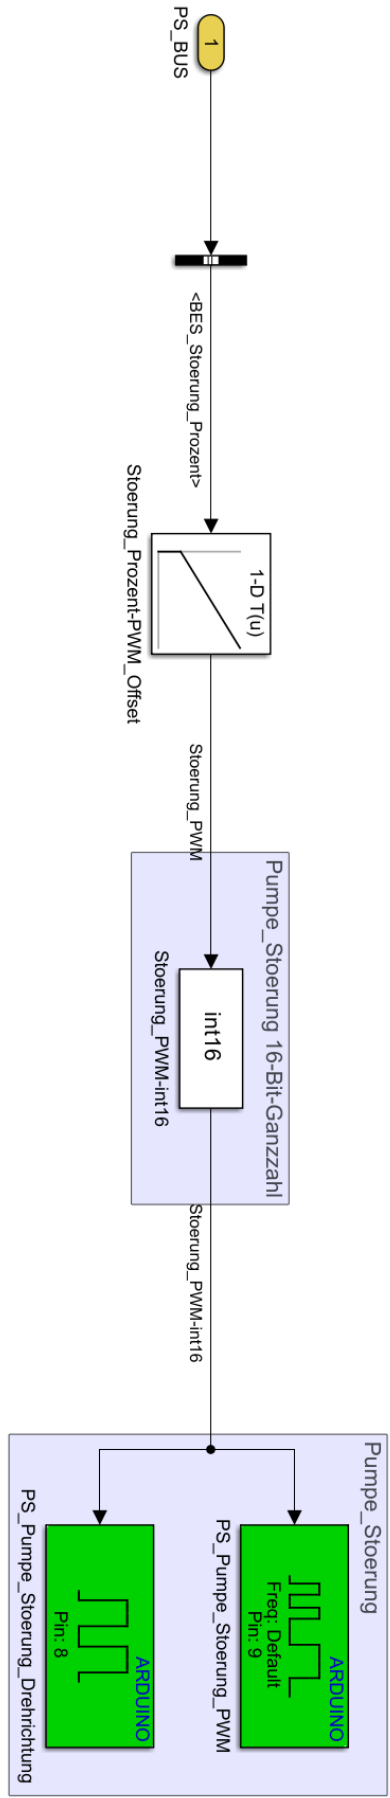 1
PS_BUS
<BES_Stoerung_Prozent>
1-D T(u)
Stoerung_Prozent-PWM_Offset
Stoerung_PWM
Pumpe_Stoerung 16-Bit-Ganzzahl
int16
Stoerung_PWM-int16
Stoerung_PWM-int16
Pumpe_Stoerung
ARDUINO
Freq: Default
Pin: 9
PS_Pumpe_Stoerung_PWM
ARDUINO
Pin: 8
PS_Pumpe_Stoerung_Drehrichtung